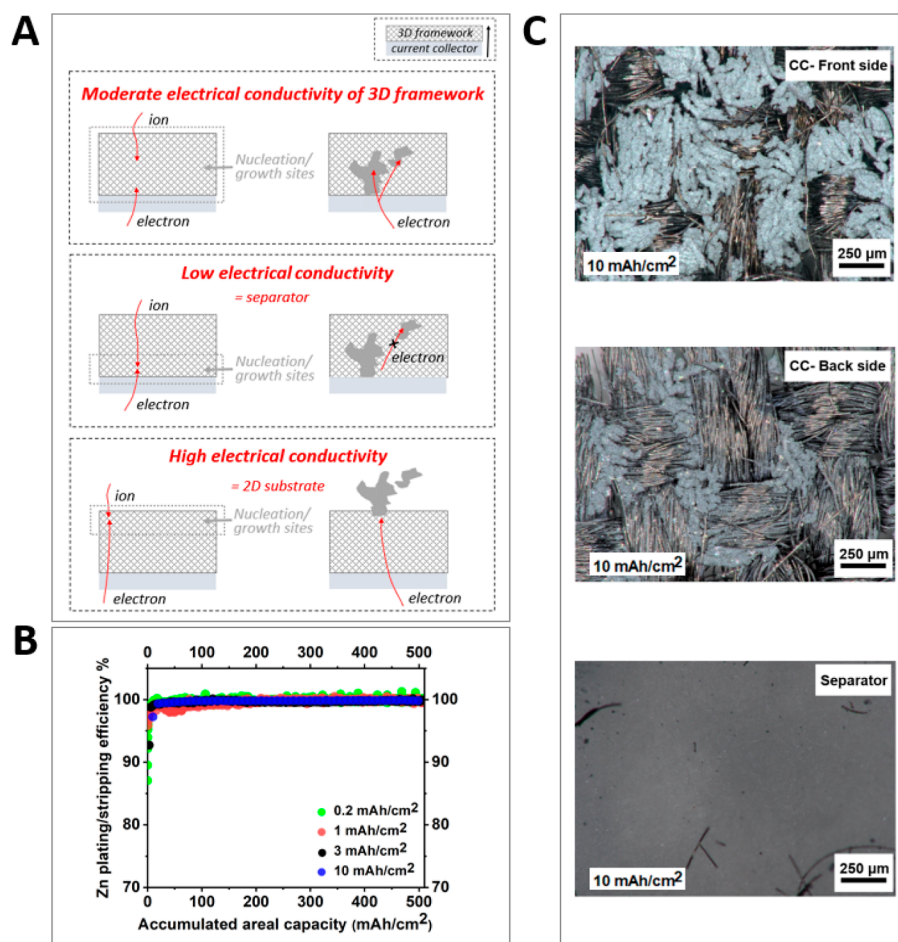 A
3D framework
current collector
Moderate electrical conductivity of 3D framework
ion
Nucleation/
growth sites
electron
electron
Low electrical conductivity
= separator
ion
Nucleation/
growth sites
electron
electron
High electrical conductivity
= 2D substrate
ion
Nucleation/
growth sites
electron
electron
B
0 100 200 300 400 500
Zn plating/stripping efficiency %
100 100
90 90
80 80
70 70
0.2 mAh/cm²
1 mAh/cm²
3 mAh/cm²
10 mAh/cm²
0 100 200 300 400 500
Accumulated areal capacity (mAh/cm²)
C
CC- Front side
10 mAh/cm²
250 µm
CC- Back side
10 mAh/cm²
250 µm
Separator
10 mAh/cm²
250 µm